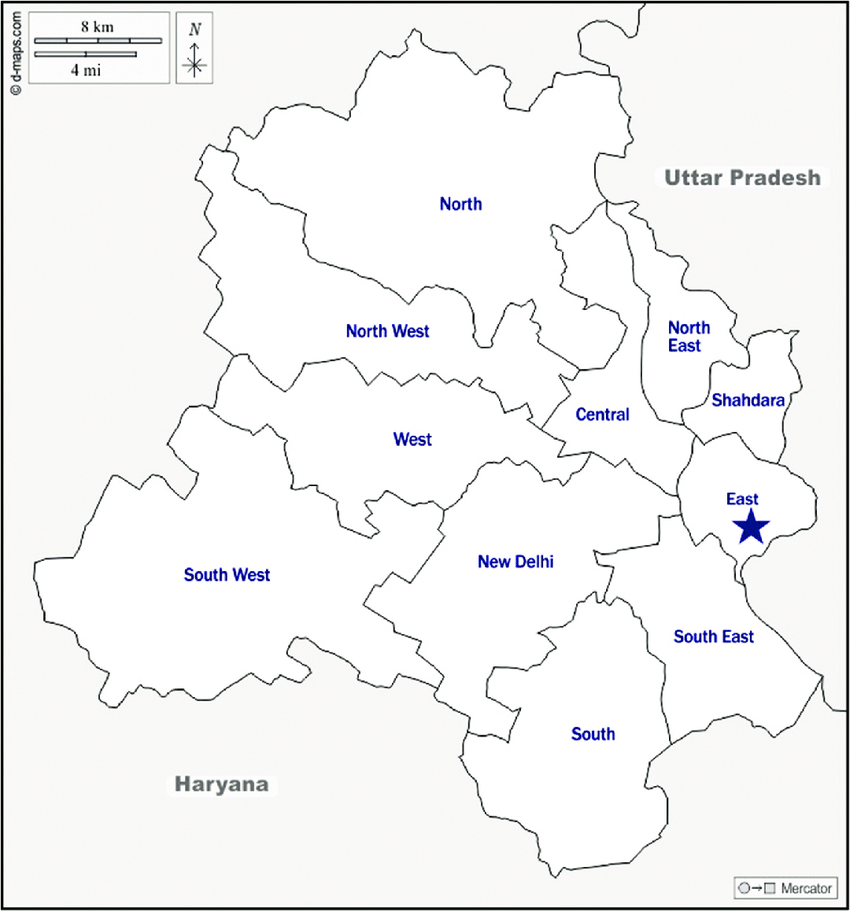 © d-maps.com
8 km
4 mi
N
Uttar Pradesh
North
North West
North
East
Shahdara
Central
West
East
New Delhi
South West
South East
South
Haryana
Mercator